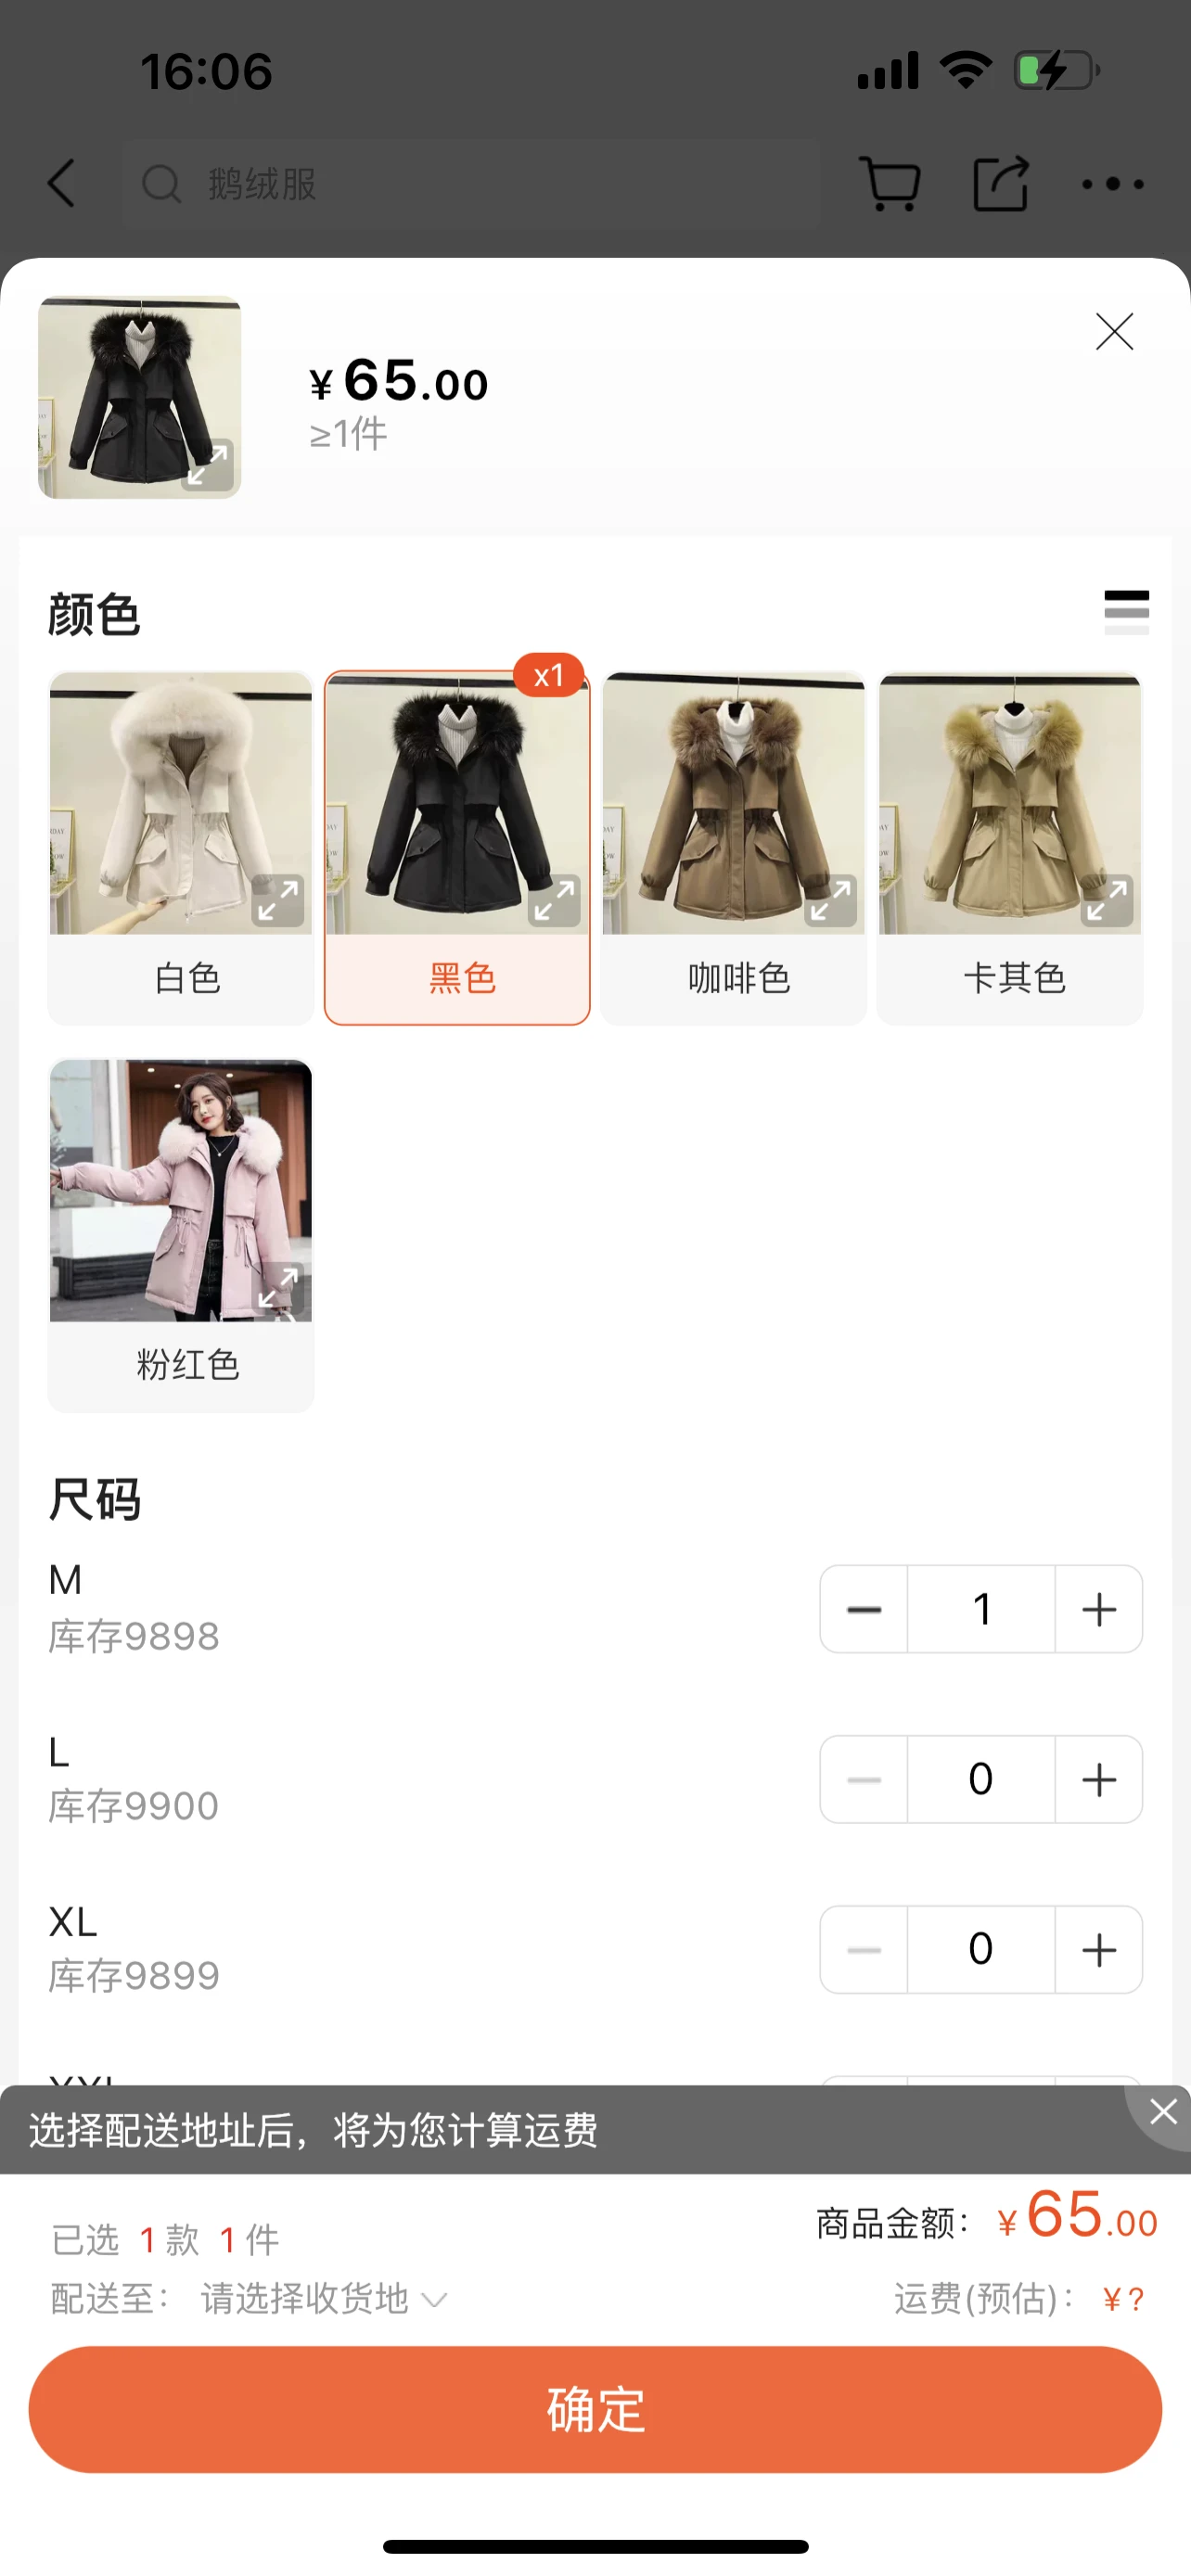 16:06
鹅绒服
¥65.00
≥1件
颜色
x1
白色
黑色
咖啡色
卡其色
粉红色
尺码
M
库存9898
1
L
库存9900
0
XL
库存9899
0
选择配送地址后，将为您计算运费
已选 1 款 1 件
商品金额： ¥65.00
配送至： 请选择收货地
运费(预估)： ¥?
确定